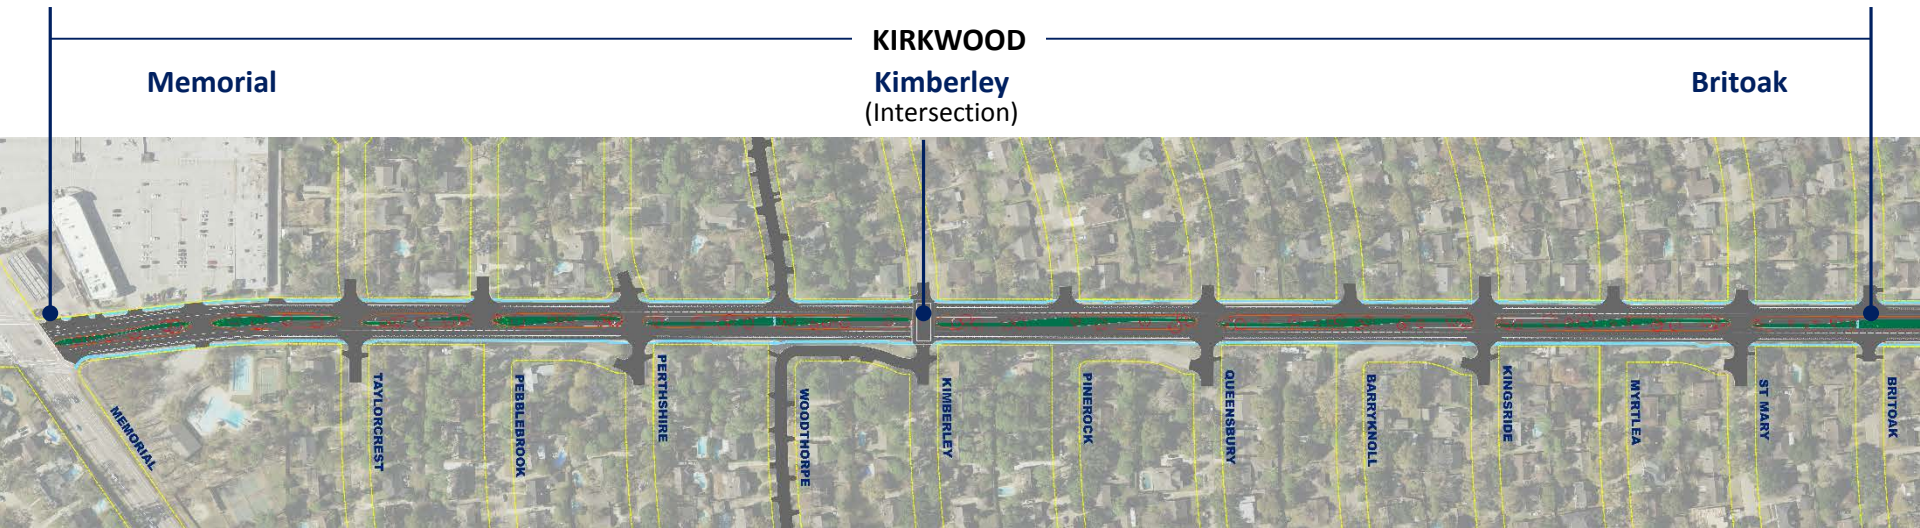 KIRKWOOD
Memorial
Kimberley
(Intersection)
Britoak
MEMORIAL
TAYLORCREST
PEBBLEBROOK
PERTHSHIRE
WOODTHORPE
KIMBERLEY
PINEROCK
QUEENSBURY
BARRYKNOLL
KINGSRIDE
MYRTLEA
ST MARY
BRITOAK